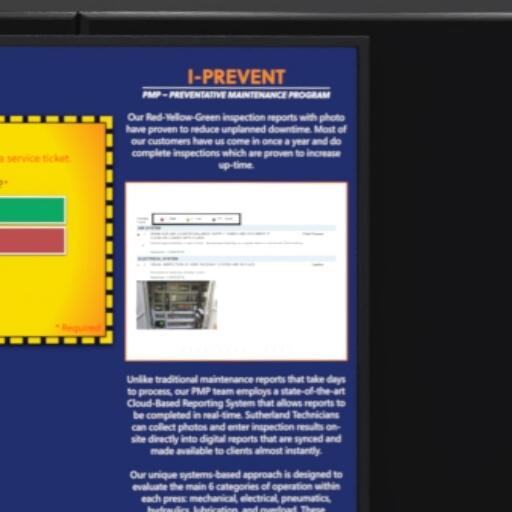 I-PREVENT
PMP – PREVENTATIVE MAINTENANCE PROGRAM
Our Red-Yellow-Green inspection reports with photo
have proven to reduce unplanned downtime. Most of
our customers have us come in once a year and do
complete inspections which are proven to increase
up-time.
a service ticket.
?*
* Required
AIR SYSTEM
ELECTRICAL SYSTEM
Unlike traditional maintenance reports that take days
to process, our PMP team employs a state-of-the-art
Cloud-Based Reporting System that allows reports to
be completed in real-time. Sutherland Technicians
can collect photos and enter inspection results on-
site directly into digital reports that are synced and
made available to clients almost instantly.
Our unique systems-based approach is designed to
evaluate the main 6 categories of operation within
each press: mechanical, electrical, pneumatics,
hydraulics, lubrication, and overload. These